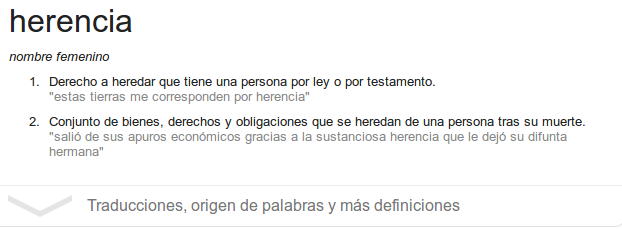 herencia
nombre femenino
1. Derecho a heredar que tiene una persona por ley o por testamento.
"estas tierras me corresponden por herencia"
2. Conjunto de bienes, derechos y obligaciones que se heredan de una persona tras su muerte.
"salió de sus apuros económicos gracias a la sustanciosa herencia que le dejó su difunta
hermana"
Traducciones, origen de palabras y más definiciones